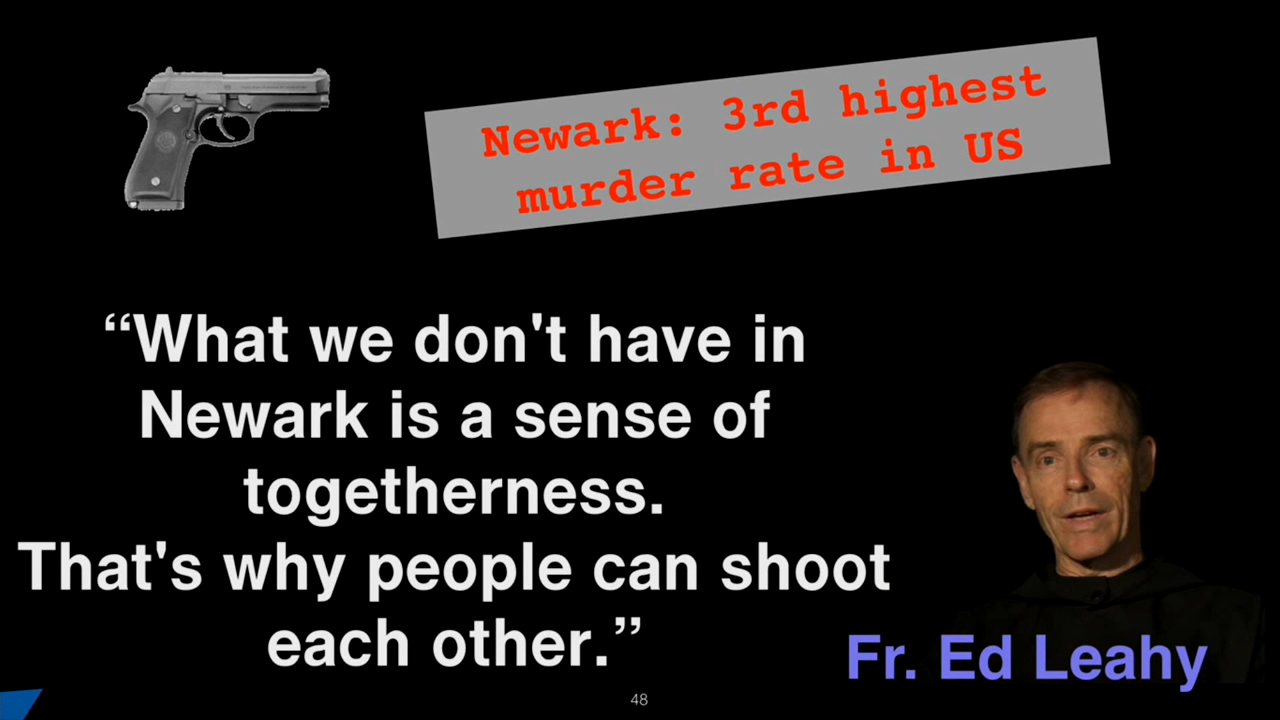 Newark: 3rd highest
murder rate in US
“What we don't have in
Newark is a sense of
togetherness.
That's why people can shoot
each other.”
Fr. Ed Leahy
48